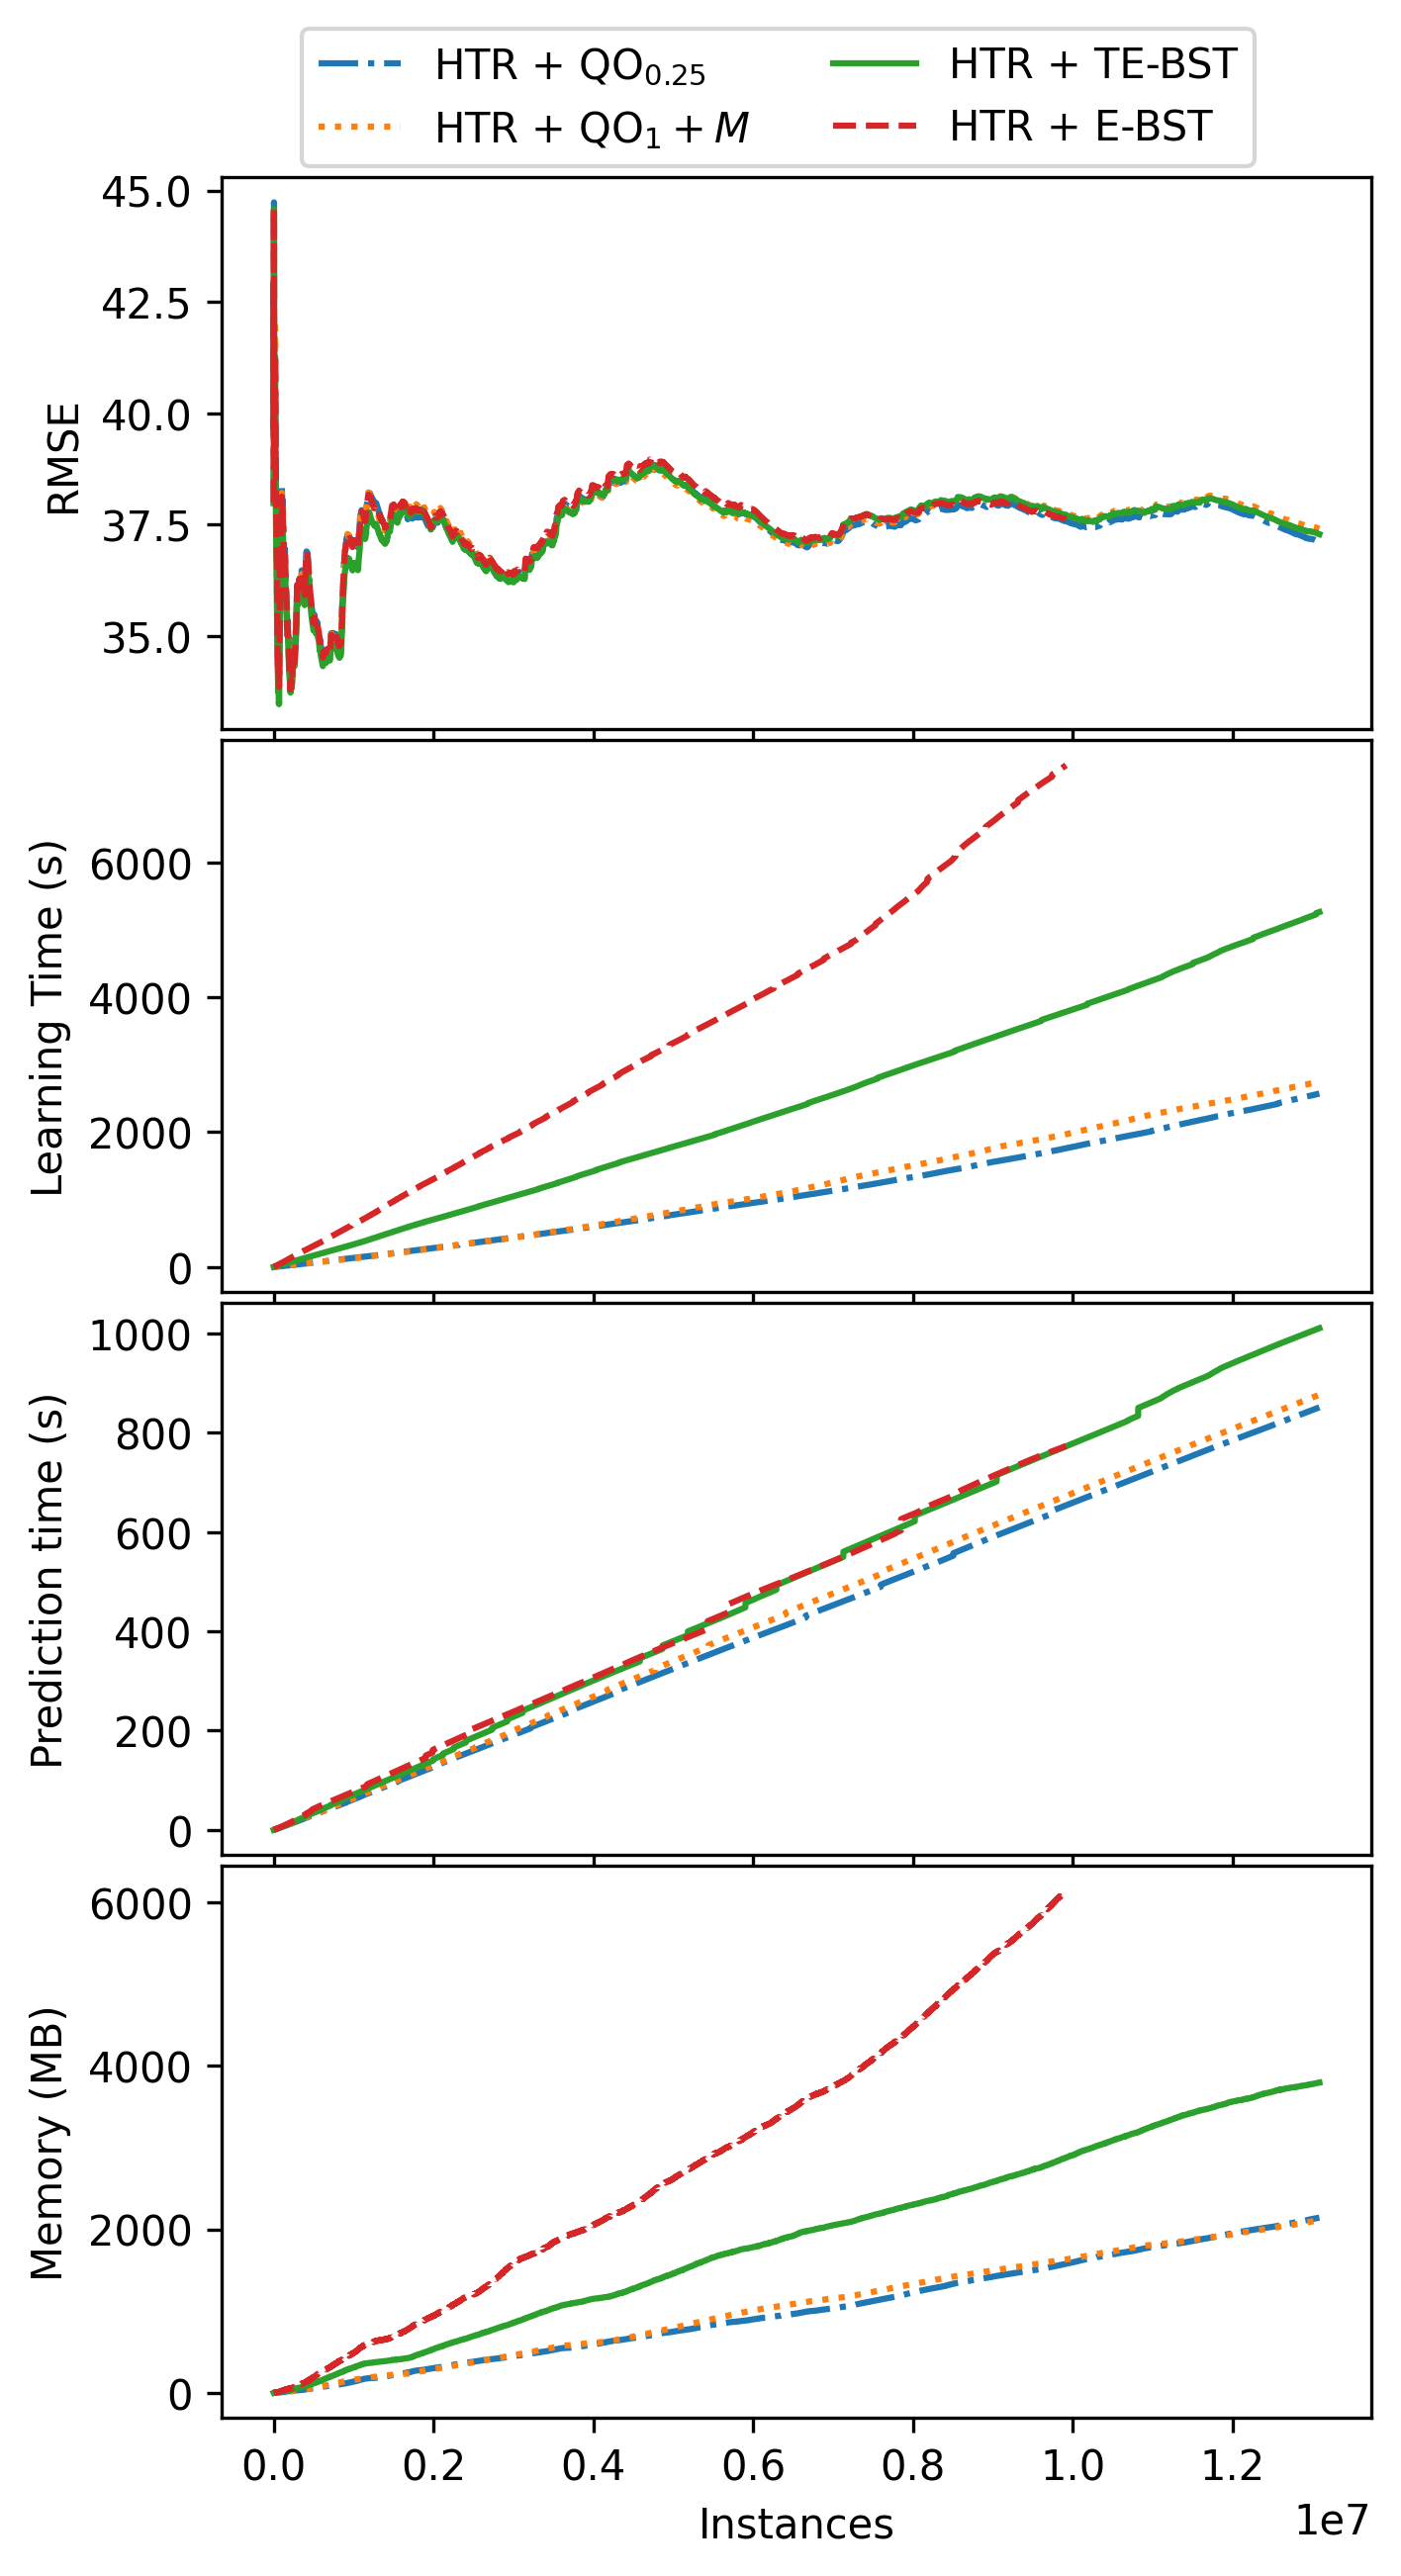 HTR + QO₀.₂₅ HTR + TE-BST
HTR + QO₁ + M HTR + E-BST
45.0
42.5
40.0
37.5
35.0
RMSE
6000
4000
2000
0
Learning Time (s)
1000
800
600
400
200
0
Prediction time (s)
6000
4000
2000
0
Memory (MB)
0.0 0.2 0.4 0.6 0.8 1.0 1.2
Instances
1e7